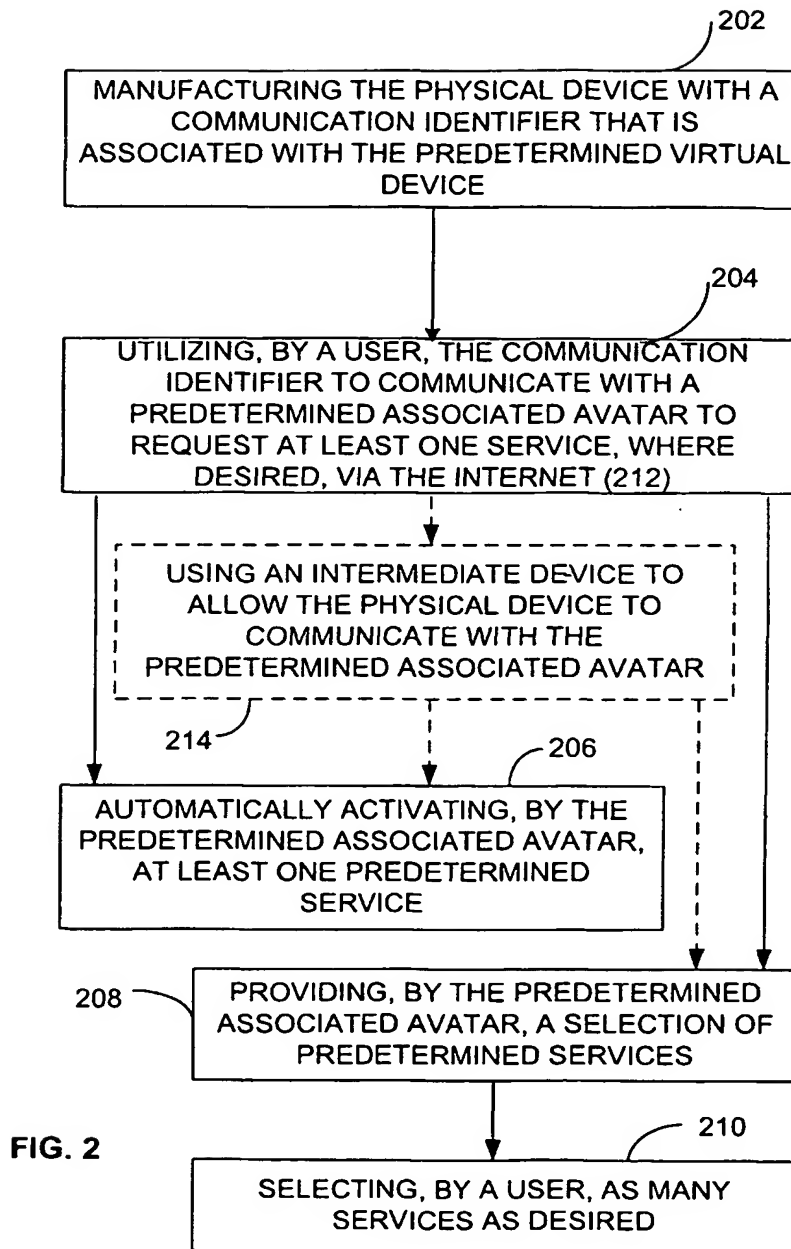 202
MANUFACTURING THE PHYSICAL DEVICE WITH A
COMMUNICATION IDENTIFIER THAT IS
ASSOCIATED WITH THE PREDETERMINED VIRTUAL
DEVICE
204
UTILIZING, BY A USER, THE COMMUNICATION
IDENTIFIER TO COMMUNICATE WITH A
PREDETERMINED ASSOCIATED AVATAR TO
REQUEST AT LEAST ONE SERVICE, WHERE
DESIRED, VIA THE INTERNET (212)
USING AN INTERMEDIATE DEVICE TO
ALLOW THE PHYSICAL DEVICE TO
COMMUNICATE WITH THE
PREDETERMINED ASSOCIATED AVATAR
214
206
AUTOMATICALLY ACTIVATING, BY THE
PREDETERMINED ASSOCIATED AVATAR,
AT LEAST ONE PREDETERMINED
SERVICE
208
PROVIDING, BY THE PREDETERMINED
ASSOCIATED AVATAR, A SELECTION OF
PREDETERMINED SERVICES
FIG. 2
210
SELECTING, BY A USER, AS MANY
SERVICES AS DESIRED